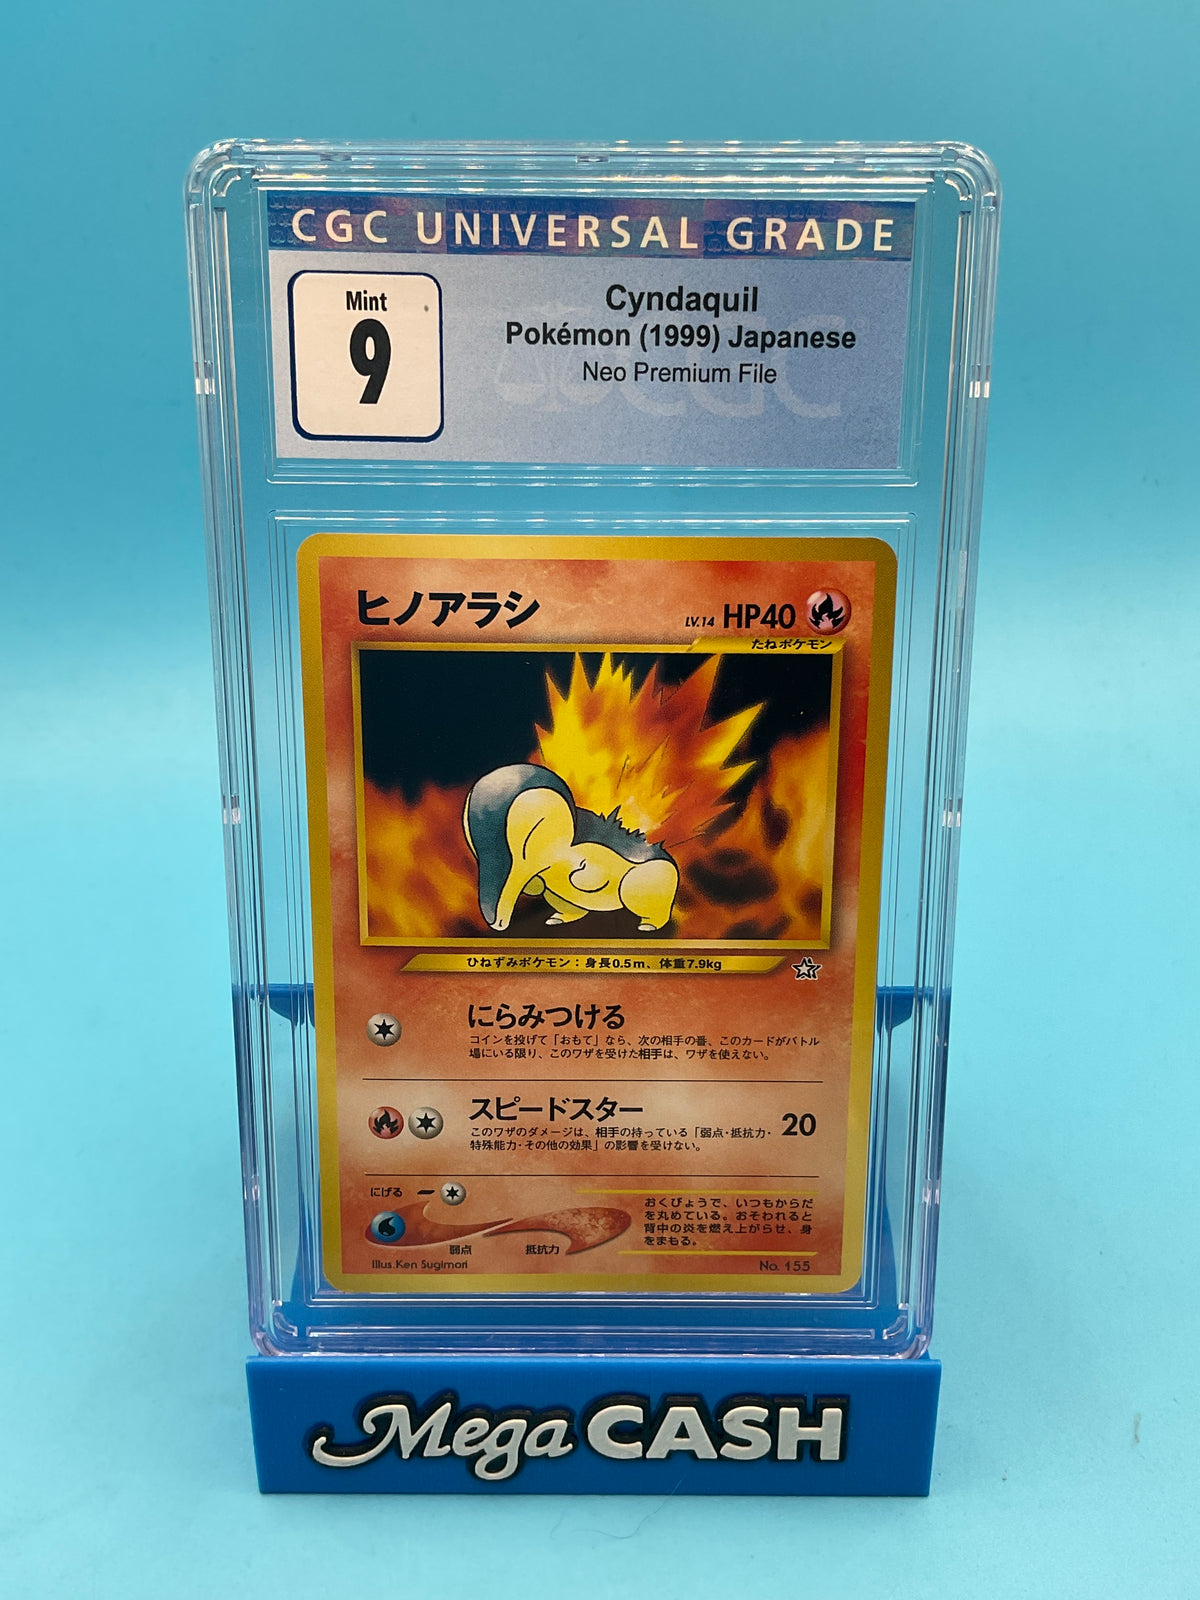 CGC UNIVERSAL GRADE
Mint
9
Cyndaquil
Pokémon (1999) Japanese
Neo Premium File
CGC
ヒノアラシ
LV.14 HP40
たねポケモン
ひねずみポケモン：身長0.5m、体重7.9kg
にらみつける
コインを投げて「おもて」なら、次の相手の番、このカードがバトル
場にいる限り、このワザを受けた相手は、ワザを使えない。
スピードスター
20
このワザのダメージは、相手の持っている「弱点・抵抗力・
特殊能力・その他の効果」の影響を受けない。
にげる
弱点
抵抗力
おくびょうで、いつもからだ
を丸めている。おそわれると
背中の炎を燃え上がらせ、身
をまもる。
Illus.Ken Sugimori
No. 155
Mega CASH